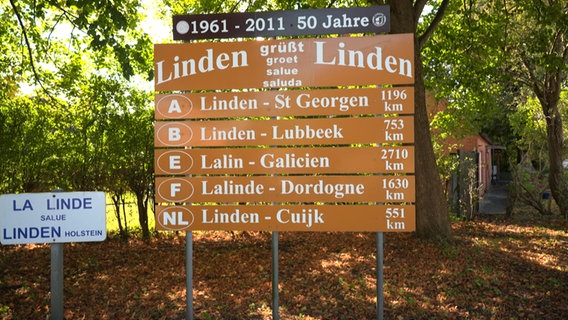 1961 - 2011 50 Jahre
Linden grüßt Linden
groet
salue
saluda
A Linden - St Georgen 1196 km
B Linden - Lubbeek 753 km
E Lalin - Galicien 2710 km
F Lalinde - Dordogne 1630 km
NL Linden - Cuijk 551 km
LA LINDE
SALUE
LINDEN HOLSTEIN